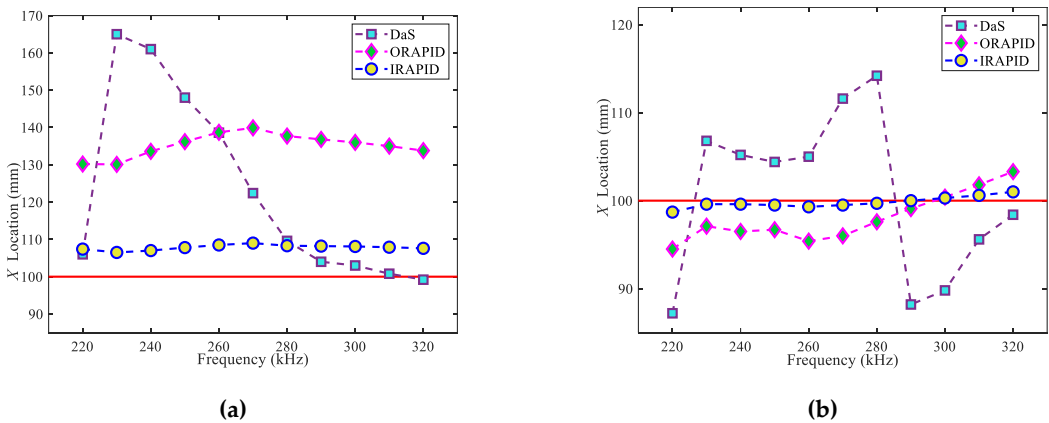 170
160
150
140
130
120
110
100
90
X Location (mm)
220
240
260
280
300
320
Frequency (kHz)
DaS
ORAPID
IRAPID
(a)
120
110
100
90
X Location (mm)
220
240
260
280
300
320
Frequency (kHz)
DaS
ORAPID
IRAPID
(b)